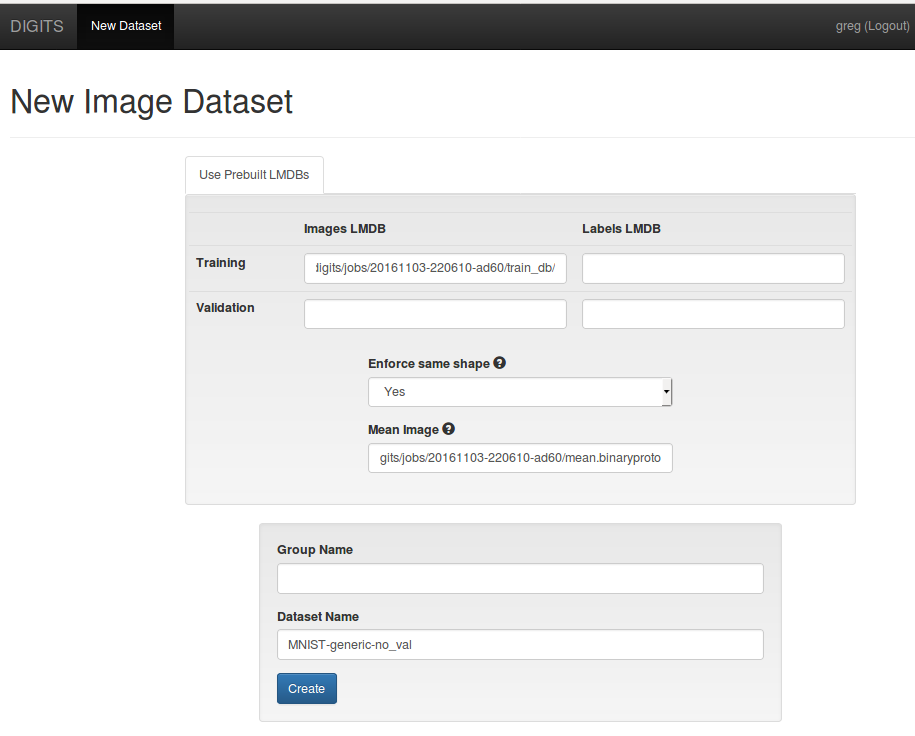 DIGITS New Dataset greg (Logout)
New Image Dataset
Use Prebuilt LMDBs
Images LMDB Labels LMDB
Training digits/jobs/20161103-220610-ad60/train_db/
Validation
Enforce same shape ?
Yes
Mean Image ?
gits/jobs/20161103-220610-ad60/mean.binaryproto
Group Name
Dataset Name
MNIST-generic-no_val
Create